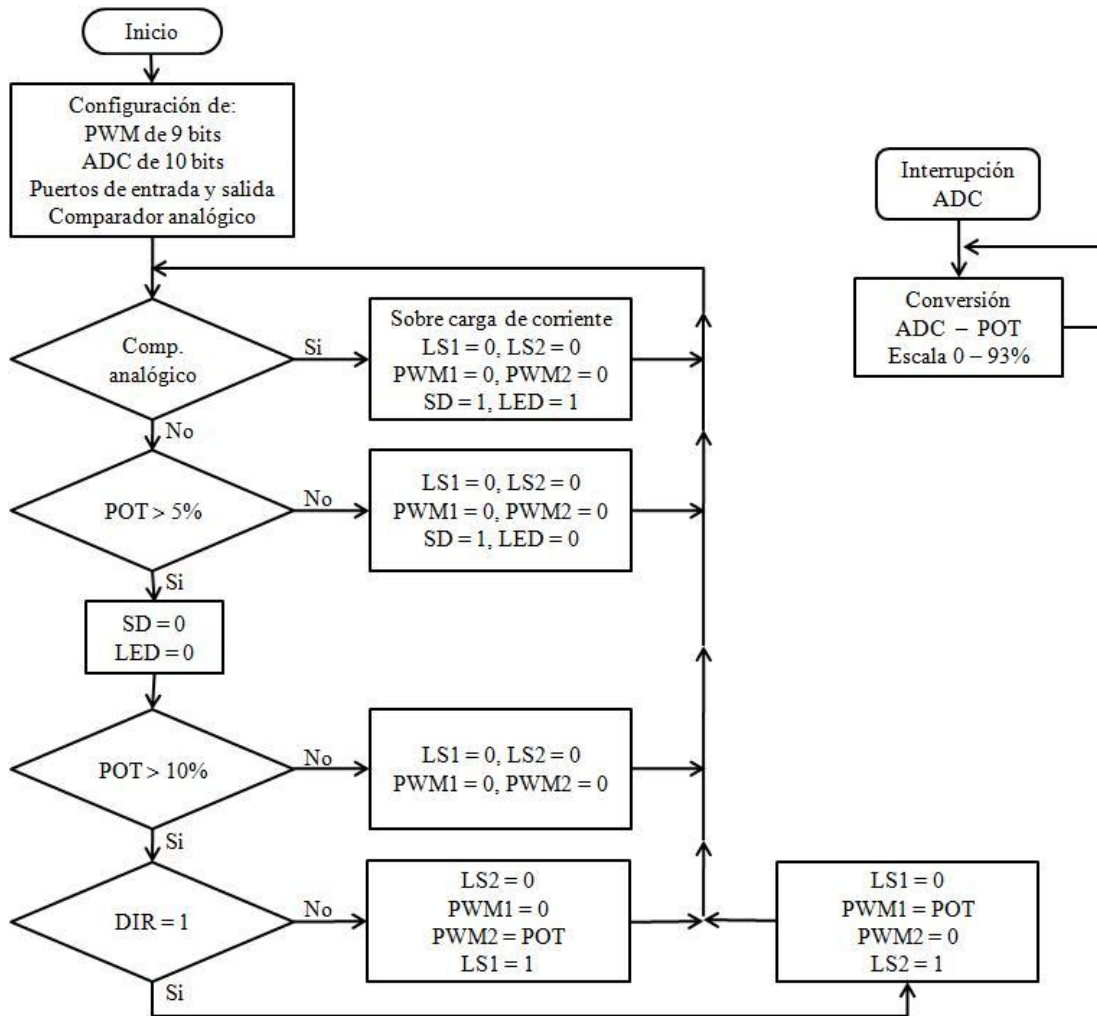 Inicio
Configuración de:
PWM de 9 bits
ADC de 10 bits
Puertos de entrada y salida
Comparador analógico
Interrupción
ADC
Conversión
ADC – POT
Escala 0 – 93%
Comp.
analógico
Si
Sobre carga de corriente
LS1 = 0, LS2 = 0
PWM1 = 0, PWM2 = 0
SD = 1, LED = 1
No
POT > 5%
No
LS1 = 0, LS2 = 0
PWM1 = 0, PWM2 = 0
SD = 1, LED = 0
Si
SD = 0
LED = 0
POT > 10%
No
LS1 = 0, LS2 = 0
PWM1 = 0, PWM2 = 0
Si
DIR = 1
No
LS2 = 0
PWM1 = 0
PWM2 = POT
LS1 = 1
LS1 = 0
PWM1 = POT
PWM2 = 0
LS2 = 1
Si